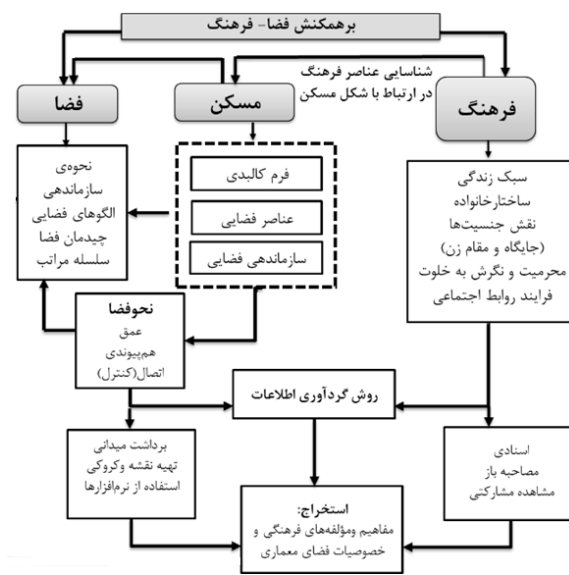 برهمکنش فضا- فرهنگ
شناسایی عناصر فرهنگ
در ارتباط با شکل مسکن
فرهنگ
مسکن
فضا
سبک زندگی
ساختارخانواده
نقش جنسیت‌ها
(جایگاه و مقام زن)
محرمیت و نگرش به خلوت
فرایند روابط اجتماعی
فرم کالبدی
عناصر فضایی
سازماندهی فضایی
نحوه‌ی
سازماندهی
الگوهای فضایی
چیدمان فضا
سلسله مراتب
نحوفضا
عمق
هم‌پیوندی
اتصال(کنترل)
روش گردآوری اطلاعات
اسنادی
مصاحبه باز
مشاهده مشارکتی
برداشت میدانی
تهیه نقشه وکروکی
استفاده از نرم‌افزارها
استخراج:
مفاهیم ومؤلفه‌های فرهنگی و
خصوصیات فضای معماری